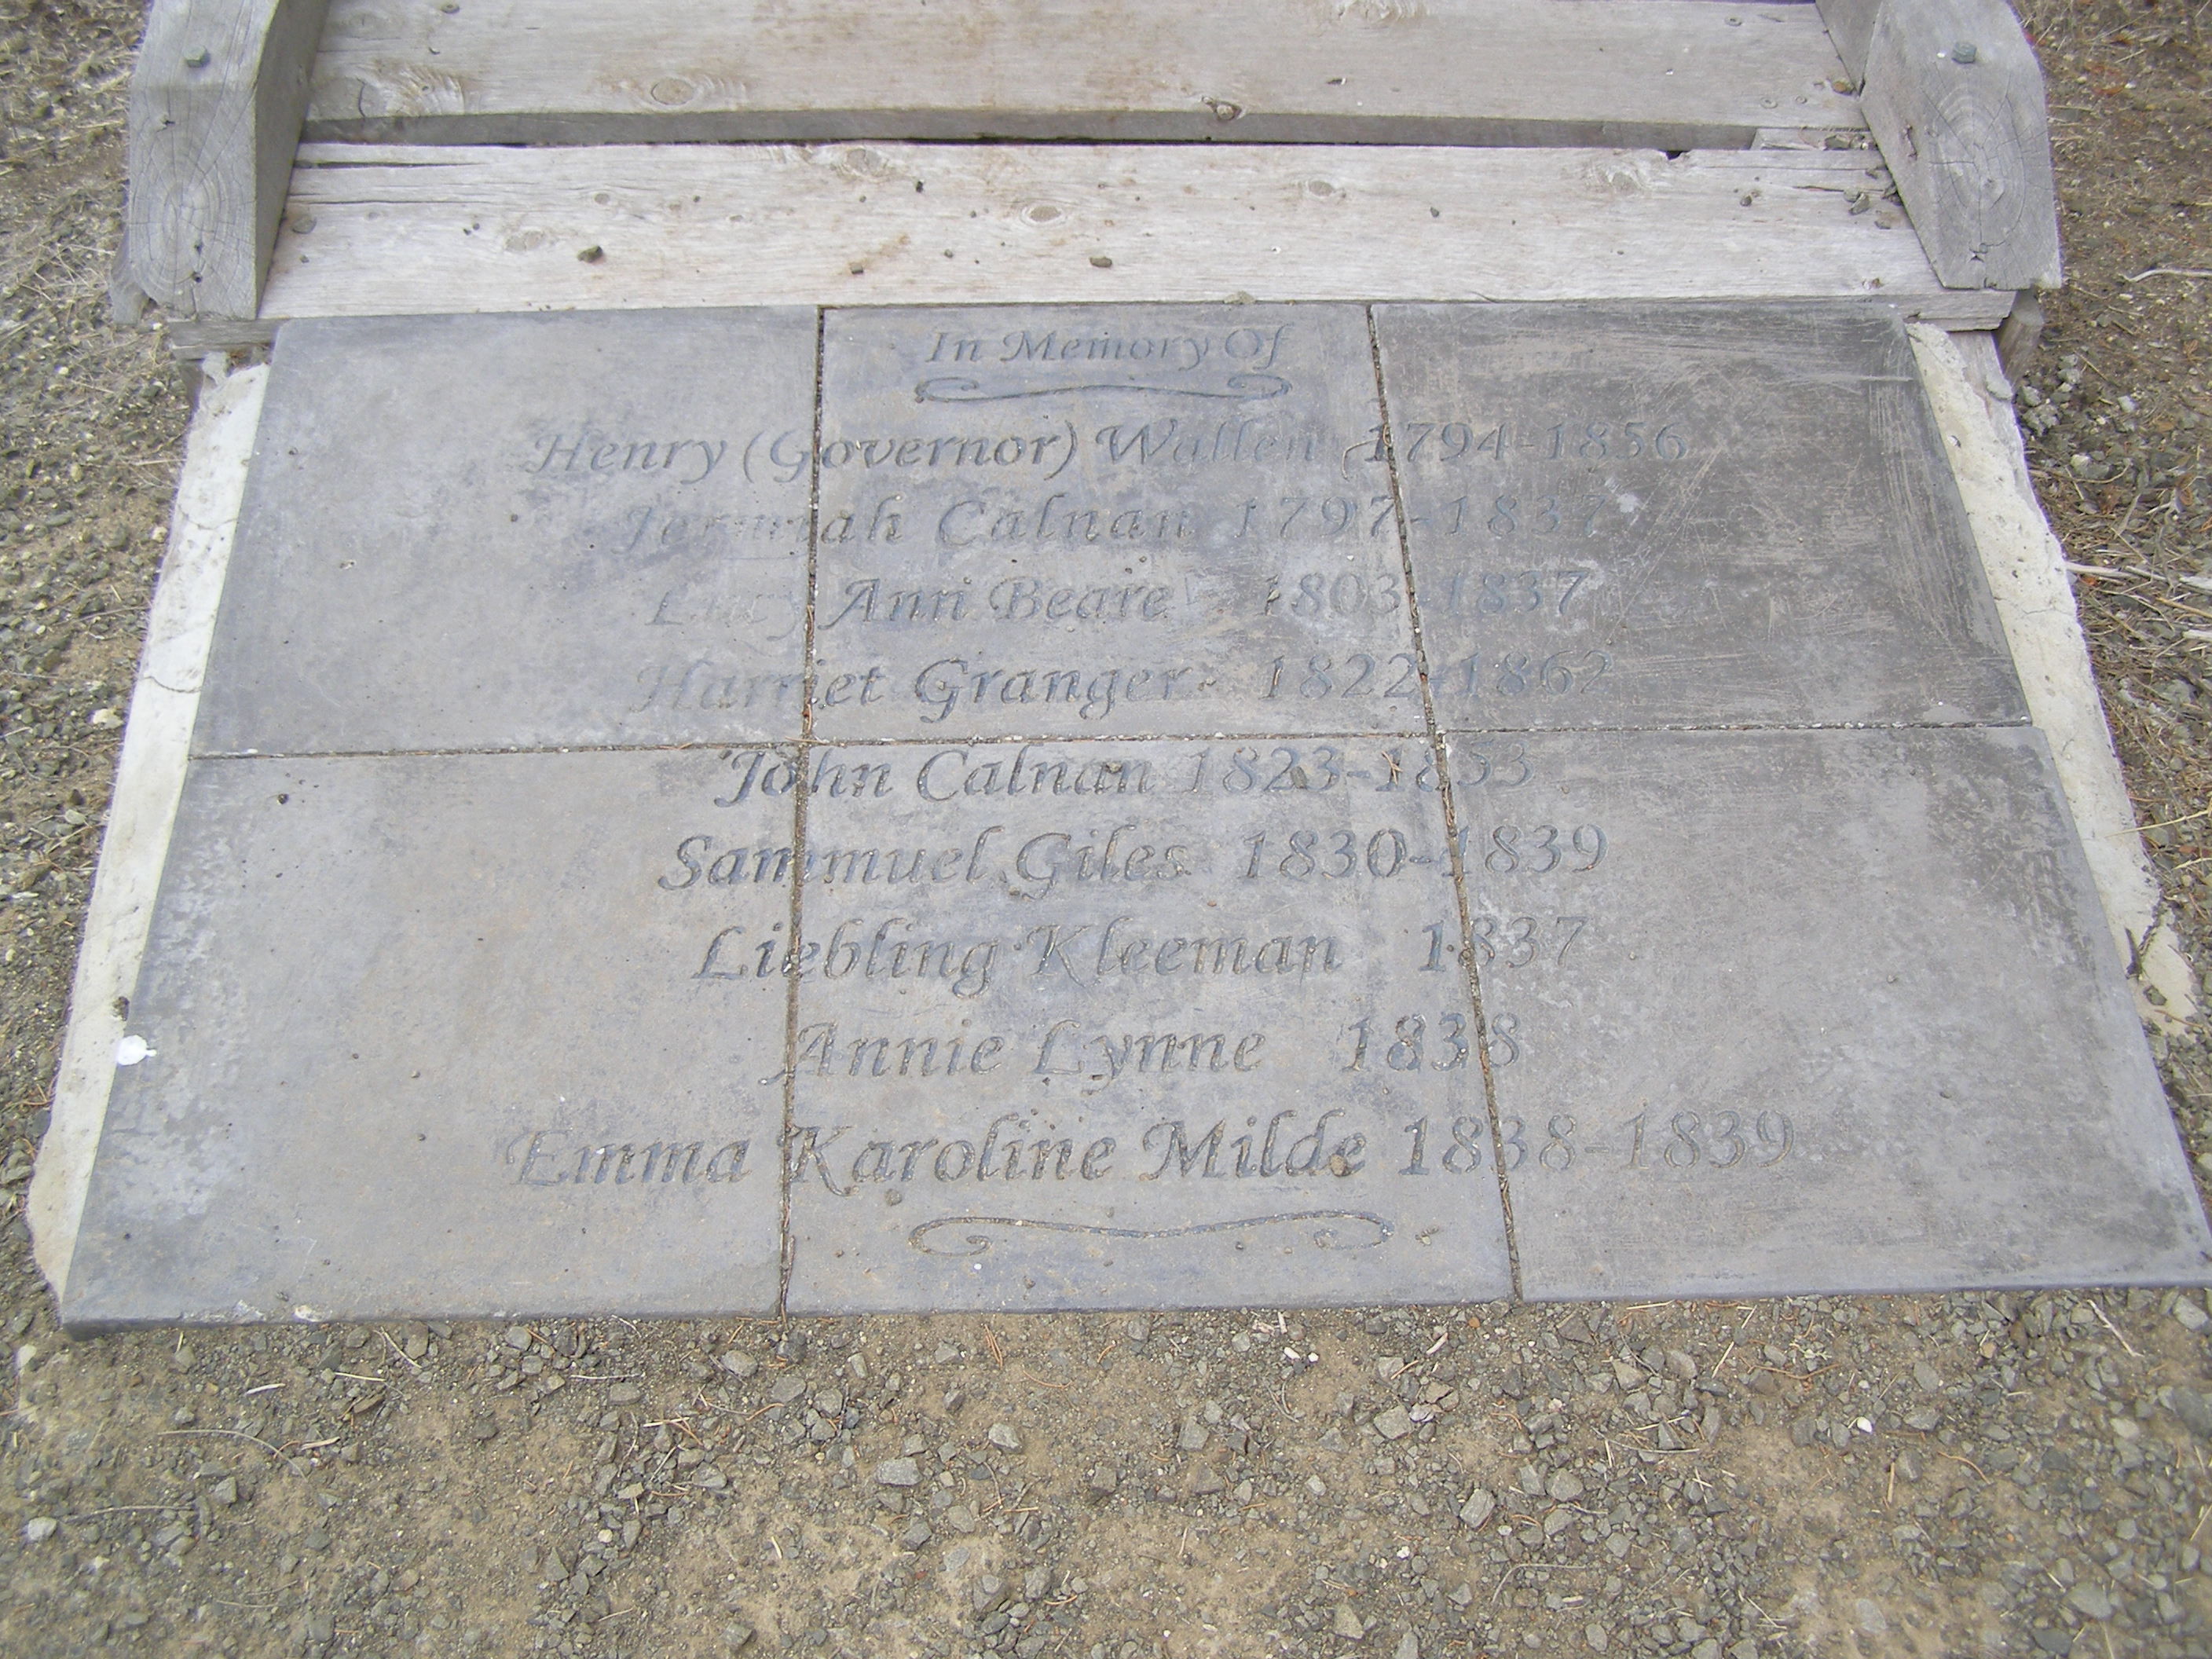 In Memory Of
Henry (Governor) Wallen 1794-1856
Jeremiah Calnan 1797-1837
Lucy Ann Beare 1803-1837
Harriet Granger 1822-1862
John Calnan 1823-1853
Sammuel Giles 1830-1839
Liebling Kleeman 1837
Annie Lynne 1838
Emma Karoline Milde 1838-1839